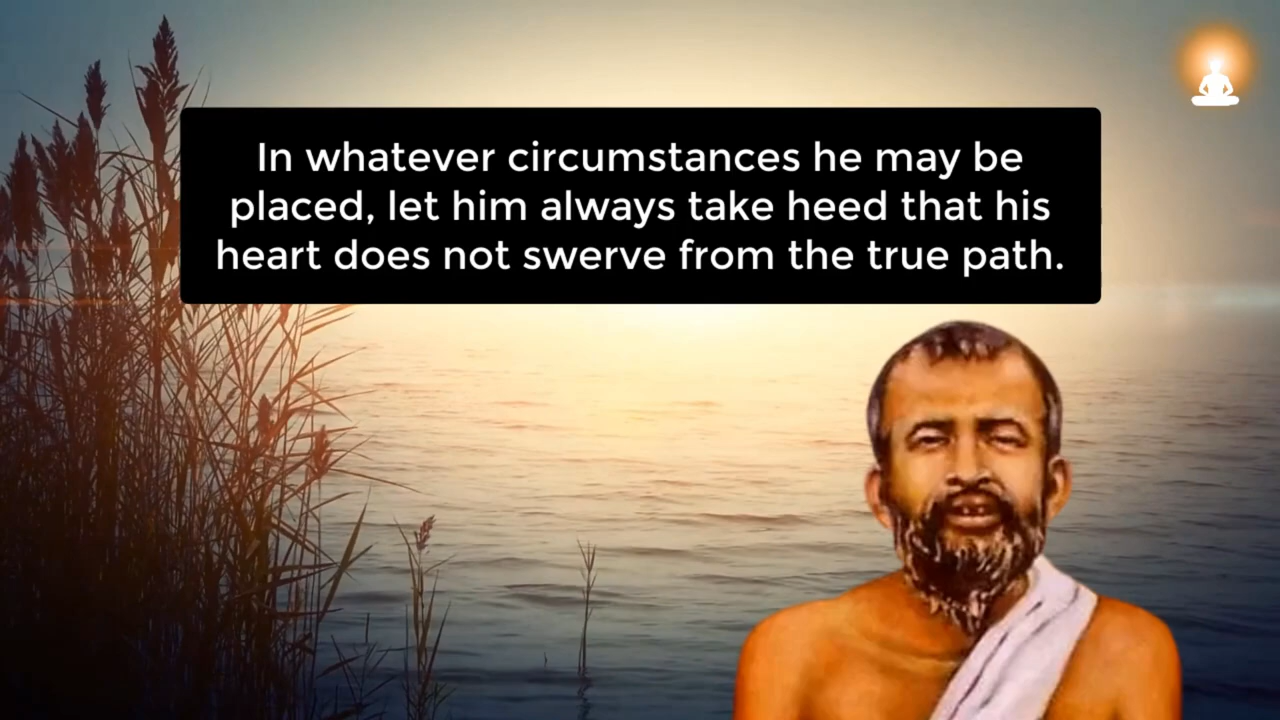 In whatever circumstances he may be
placed, let him always take heed that his
heart does not swerve from the true path.